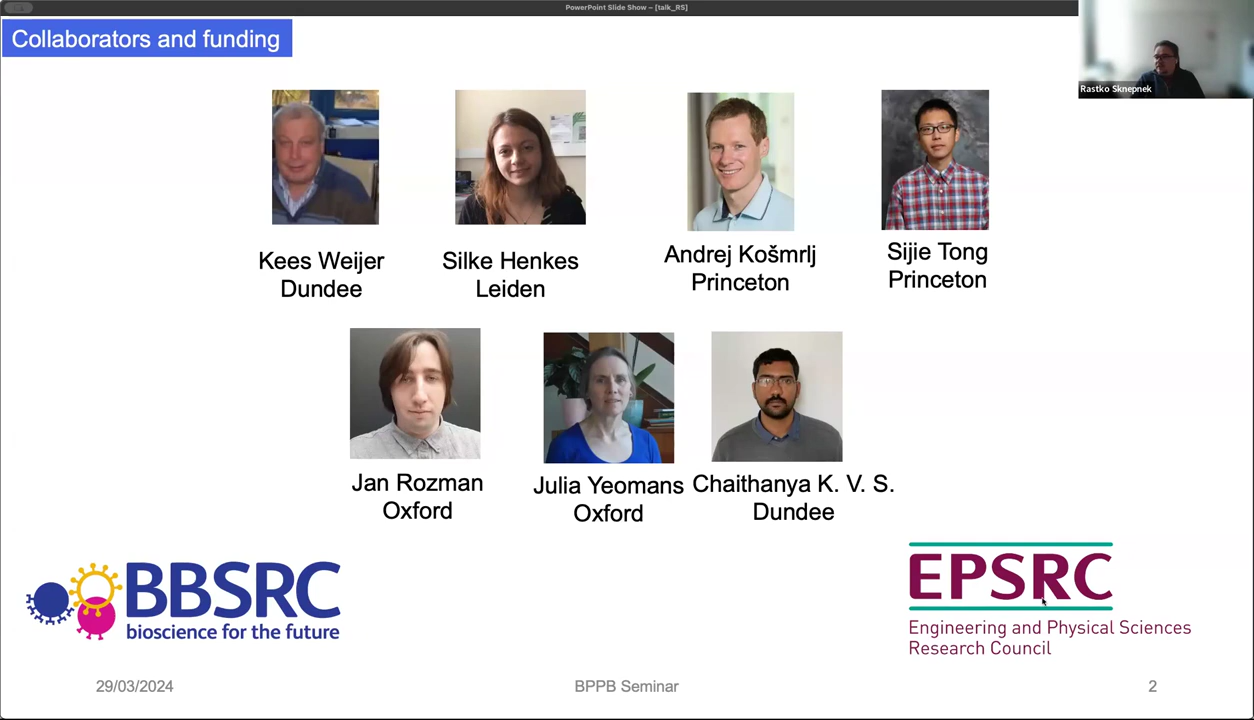 PowerPoint Slide Show – [talk_RS]
Collaborators and funding
Rastko Sknepnek
Kees Weijer
Dundee
Silke Henkes
Leiden
Andrej Košmrlj
Princeton
Sijie Tong
Princeton
Jan Rozman
Oxford
Julia Yeomans
Oxford
Chaithanya K. V. S.
Dundee
BBSRC
bioscience for the future
EPSRC
Engineering and Physical Sciences
Research Council
29/03/2024
BPPB Seminar
2